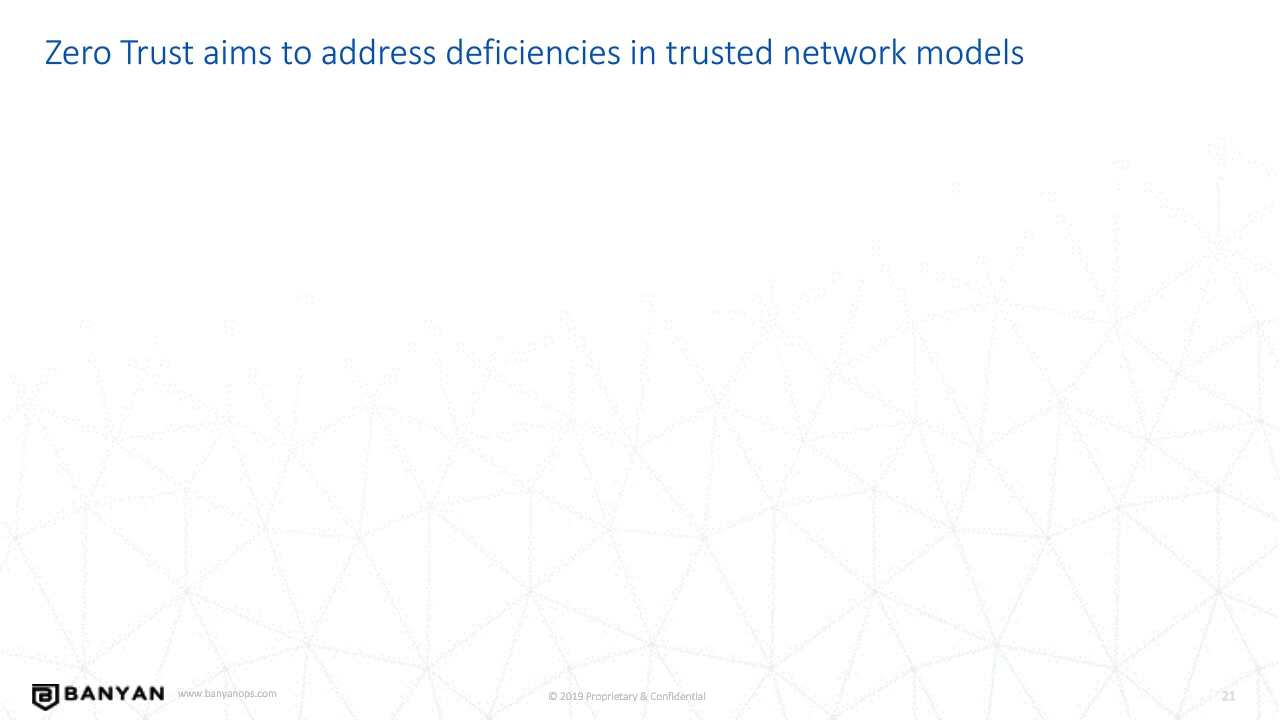 Zero Trust aims to address deficiencies in trusted network models
BANYAN www.banyanops.com
© 2019 Proprietary & Confidential
21